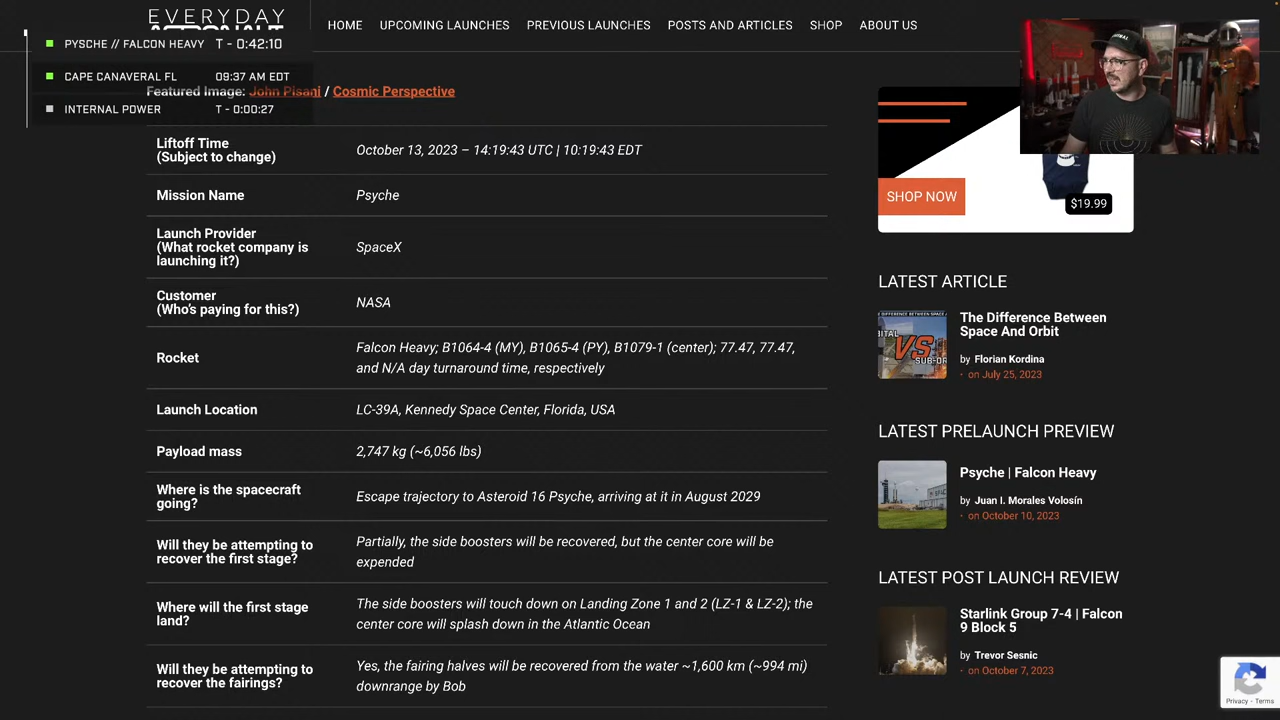 EVERYDAY
HOME
UPCOMING LAUNCHES
PREVIOUS LAUNCHES
POSTS AND ARTICLES
SHOP
ABOUT US
PYSCHE // FALCON HEAVY T - 0:42:10
CAPE CANAVERAL FL 09:37 AM EDT
INTERNAL POWER T - 0:00:27
Featured Image: John Pisani / Cosmic Perspective
Liftoff Time
(Subject to change)
October 13, 2023 – 14:19:43 UTC | 10:19:43 EDT
Mission Name
Psyche
Launch Provider
(What rocket company is
launching it?)
SpaceX
Customer
(Who's paying for this?)
NASA
Rocket
Falcon Heavy; B1064-4 (MY), B1065-4 (PY), B1079-1 (center); 77.47, 77.47,
and N/A day turnaround time, respectively
Launch Location
LC-39A, Kennedy Space Center, Florida, USA
Payload mass
2,747 kg (~6,056 lbs)
Where is the spacecraft
going?
Escape trajectory to Asteroid 16 Psyche, arriving at it in August 2029
Will they be attempting to
recover the first stage?
Partially, the side boosters will be recovered, but the center core will be
expended
Where will the first stage
land?
The side boosters will touch down on Landing Zone 1 and 2 (LZ-1 & LZ-2); the
center core will splash down in the Atlantic Ocean
Will they be attempting to
recover the fairings?
Yes, the fairing halves will be recovered from the water ~1,600 km (~994 mi)
downrange by Bob
SHOP NOW
$19.99
LATEST ARTICLE
The Difference Between
Space And Orbit
by Florian Kordina
· on July 25, 2023
LATEST PRELAUNCH PREVIEW
Psyche | Falcon Heavy
by Juan I. Morales Volosín
· on October 10, 2023
LATEST POST LAUNCH REVIEW
Starlink Group 7-4 | Falcon
9 Block 5
by Trevor Sesnic
· on October 7, 2023
Privacy - Terms